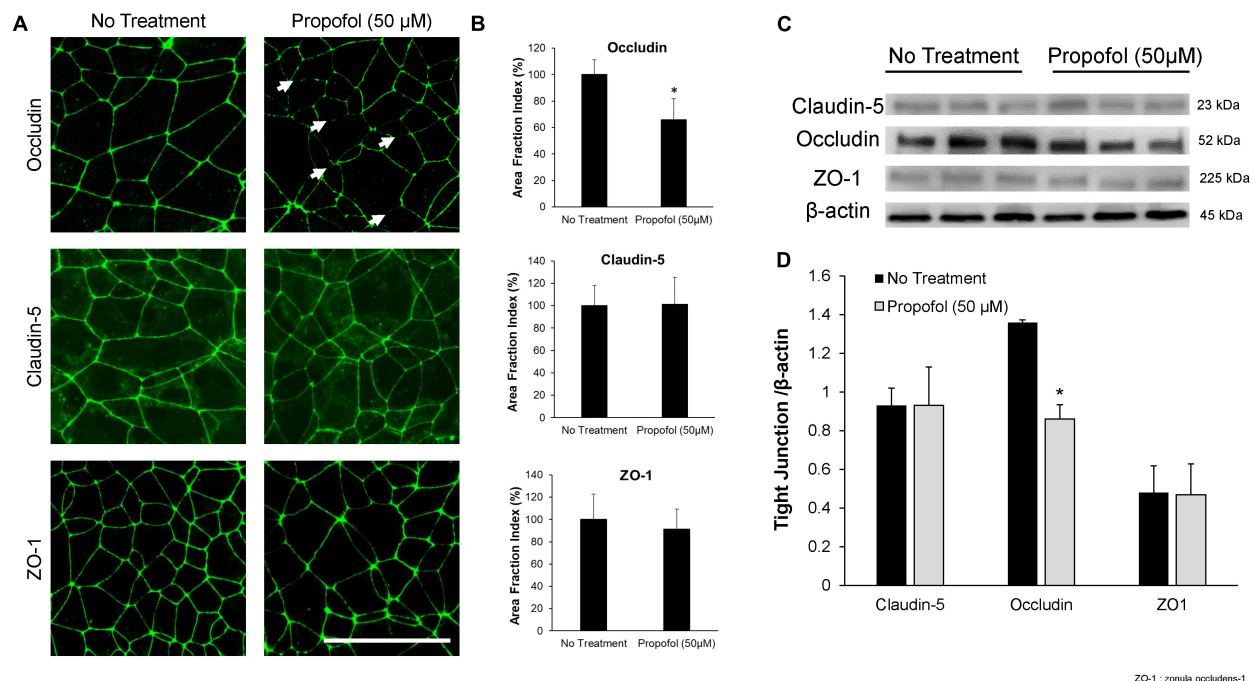 A
No Treatment
Propofol (50 µM)
Occludin
Claudin-5
ZO-1
B
Occludin
Area Fraction Index (%)
120
100
80
60
40
20
0
*
No Treatment
Propofol (50µM)
Claudin-5
Area Fraction Index (%)
140
120
100
80
60
40
20
0
No Treatment
Propofol (50µM)
ZO-1
Area Fraction Index (%)
140
120
100
80
60
40
20
0
No Treatment
Propofol (50µM)
C
No Treatment
Propofol (50µM)
Claudin-5
23 kDa
Occludin
52 kDa
ZO-1
225 kDa
β-actin
45 kDa
D
Tight Junction /β-actin
1.6
1.4
1.2
1
0.8
0.6
0.4
0.2
0
No Treatment
Propofol (50 µM)
*
Claudin-5
Occludin
ZO1
ZO-1 : zonula occludens-1